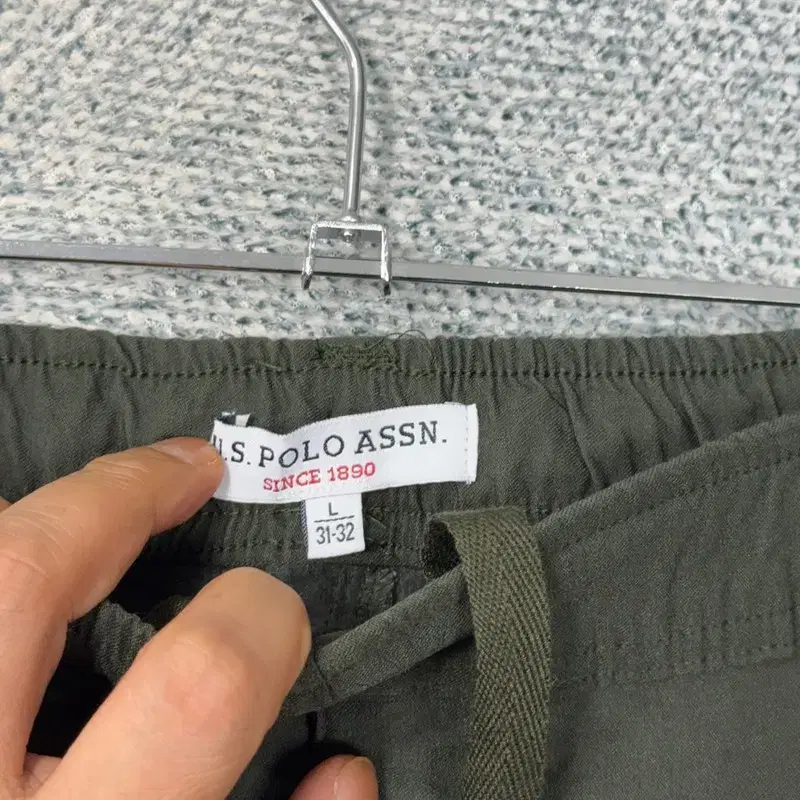 U.S. POLO ASSN.
SINCE 1890
L
31-32